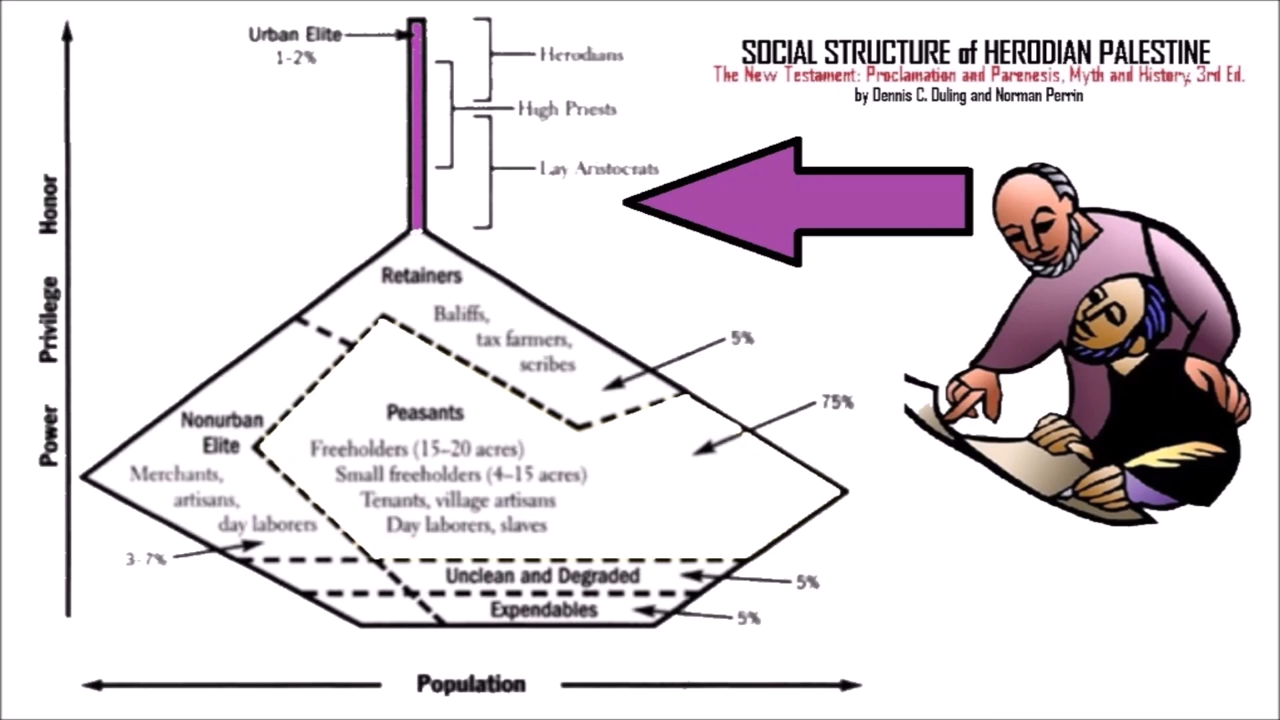 SOCIAL STRUCTURE of HERODIAN PALESTINE
The New Testament: Proclamation and Parenesis, Myth and History, 3rd Ed.
by Dennis C. Duling and Norman Perrin
Urban Elite
1-2%
Herodians
High Priests
Lay Aristocrats
Power Privilege Honor
Retainers
Baliffs,
tax farmers,
scribes
5%
75%
Nonurban
Elite
Merchants,
artisans,
day laborers
3-7%
Peasants
Freeholders (15–20 acres)
Small freeholders (4–15 acres)
Tenants, village artisans
Day laborers, slaves
Unclean and Degraded
5%
Expendables
5%
Population